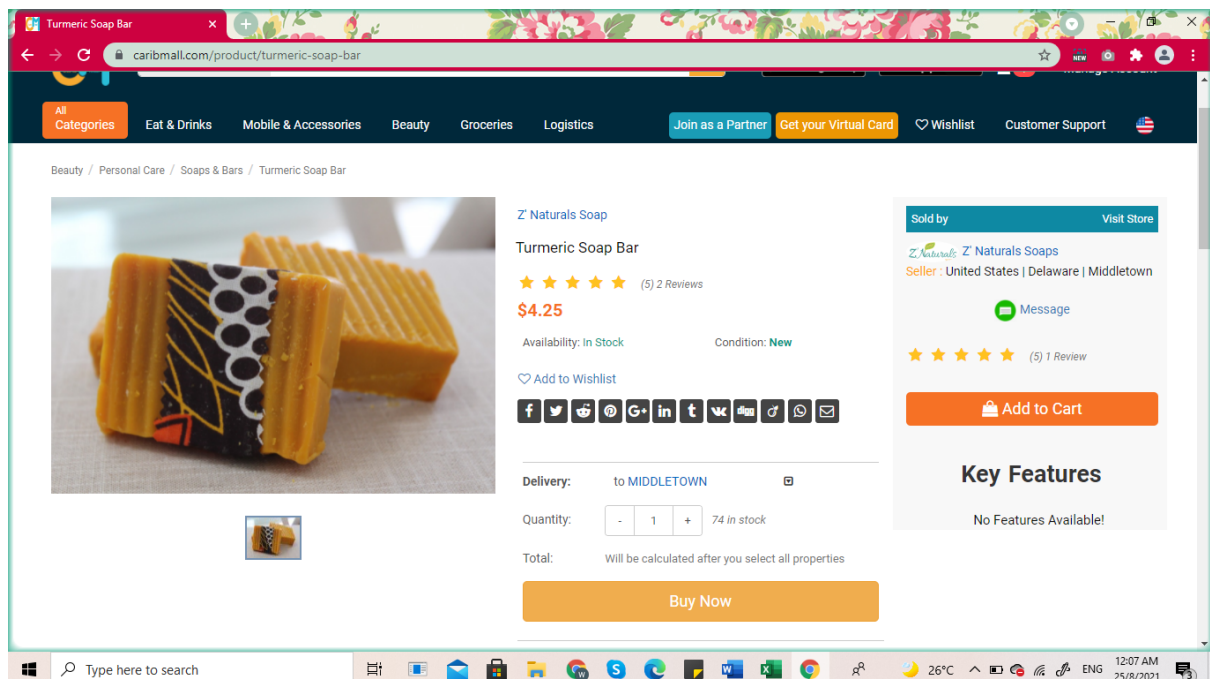 Turmeric Soap Bar
caribmall.com/product/turmeric-soap-bar
NEW
All
Categories
Eat & Drinks
Mobile & Accessories
Beauty
Groceries
Logistics
Join as a Partner
Get your Virtual Card
Wishlist
Customer Support
Beauty / Personal Care / Soaps & Bars / Turmeric Soap Bar
Z' Naturals Soap
Turmeric Soap Bar
(5) 2 Reviews
$4.25
Availability: In Stock
Condition: New
Add to Wishlist
digg
Delivery: to MIDDLETOWN
Quantity: - 1 + 74 in stock
Total: Will be calculated after you select all properties
Buy Now
Sold by
Visit Store
Z Naturals
Z' Naturals Soaps
Seller : United States | Delaware | Middletown
Message
(5) 1 Review
Add to Cart
Key Features
No Features Available!
Type here to search
26°C
ENG
12:07 AM
25/8/2021